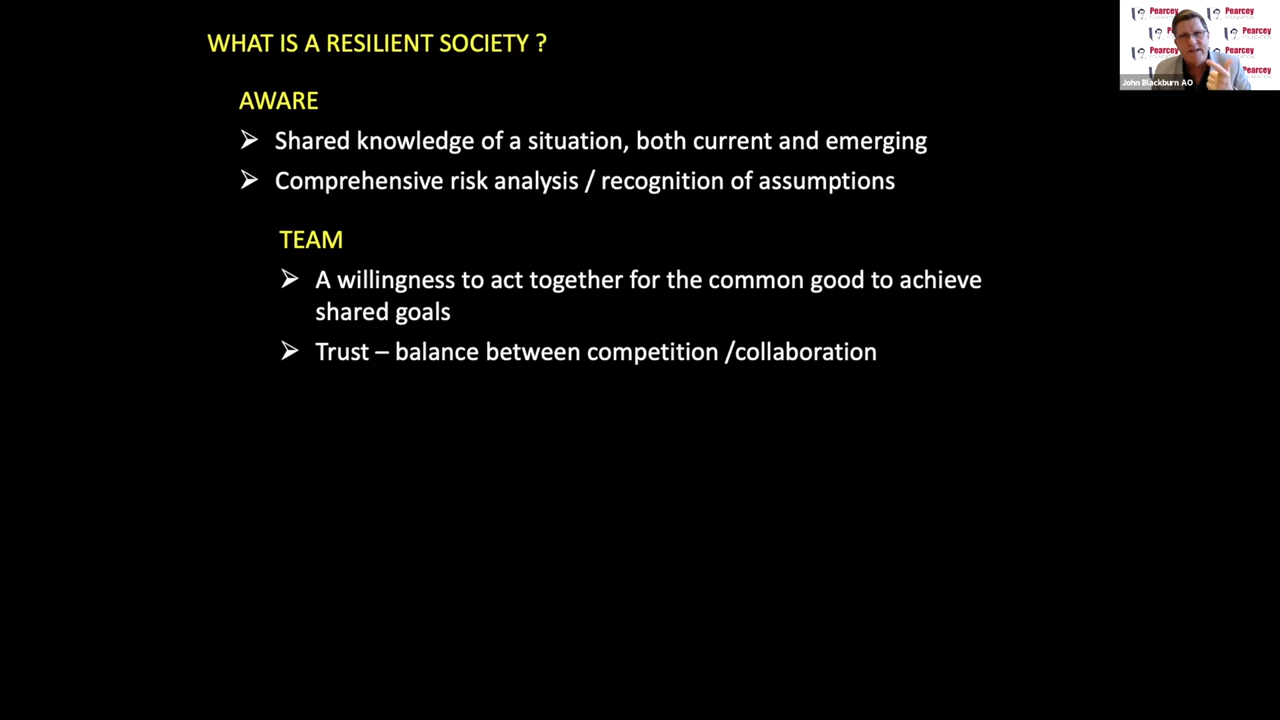 WHAT IS A RESILIENT SOCIETY ?
AWARE
➢ Shared knowledge of a situation, both current and emerging
➢ Comprehensive risk analysis / recognition of assumptions
TEAM
➢ A willingness to act together for the common good to achieve
shared goals
➢ Trust – balance between competition /collaboration
Pearcey
Pearcey
Pearcey
Pearcey
Pearcey
John Blackburn AO